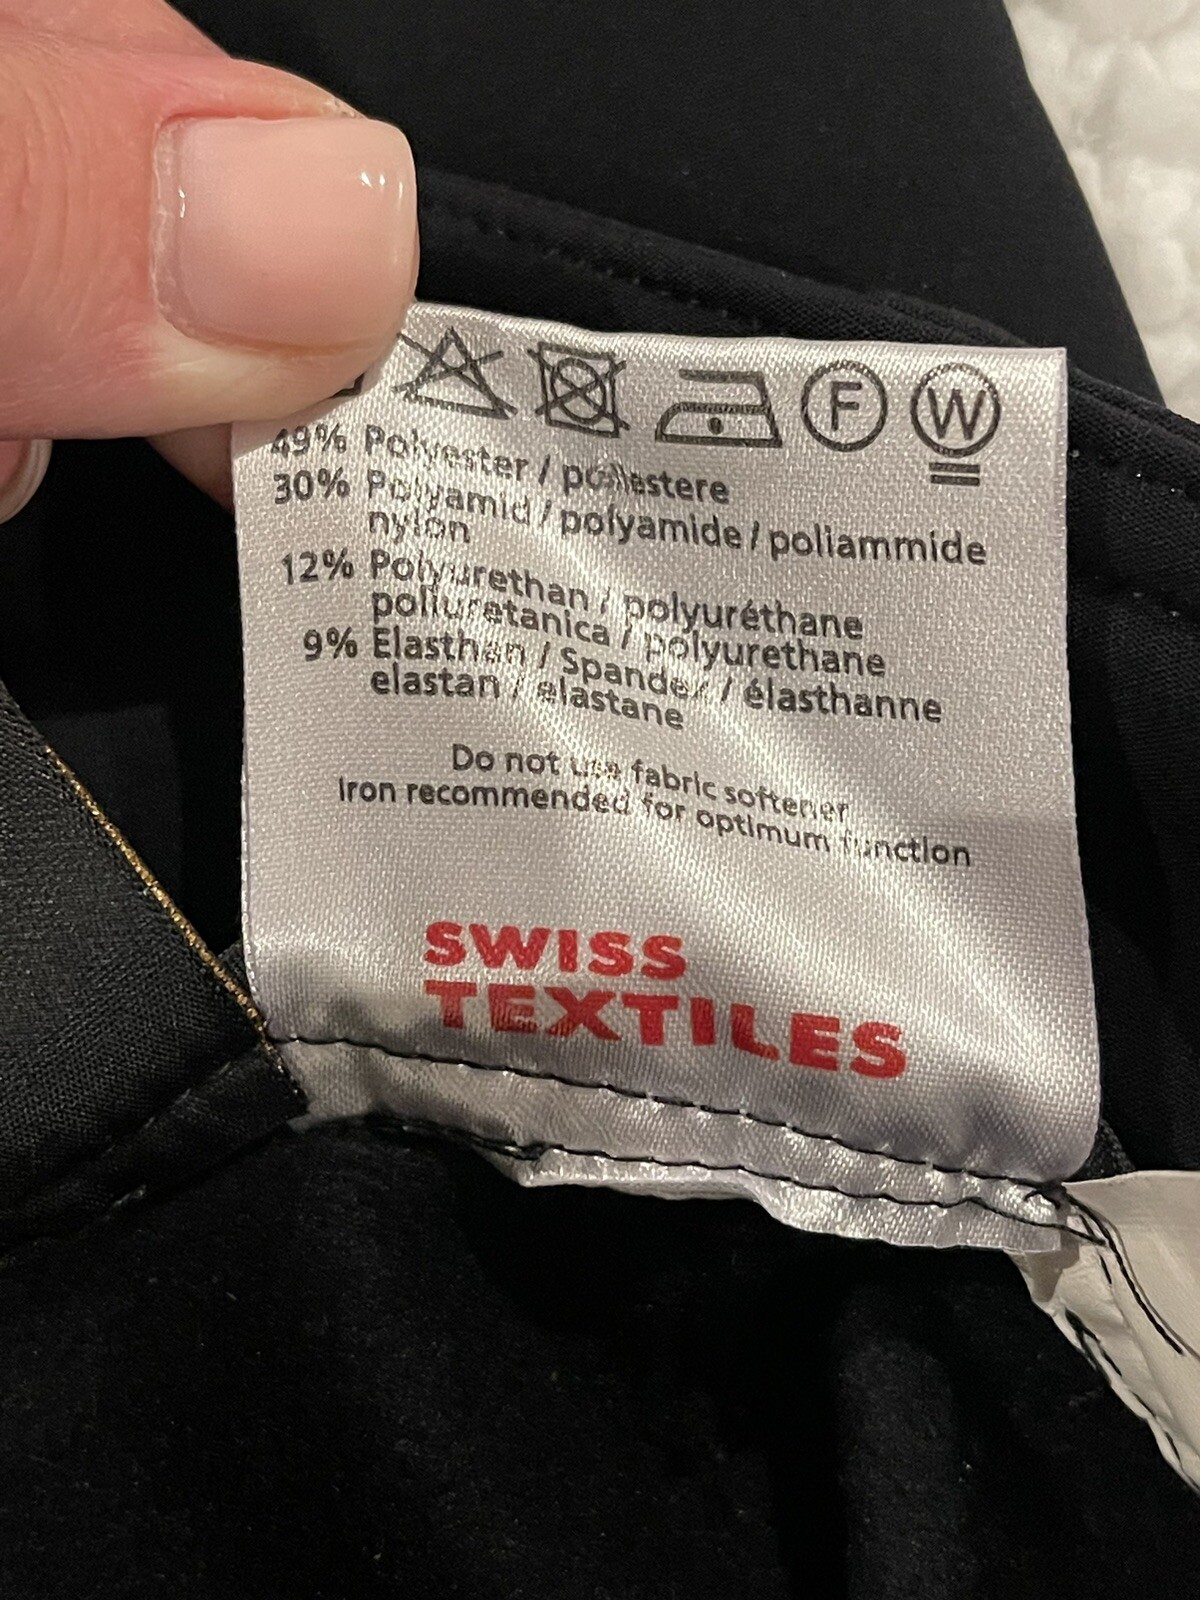 F W
49% Polyester / poliestere
30% Polyamid / polyamide / poliammide
nylon
12% Polyurethan / polyuréthane
poliuretanica / polyurethane
9% Elasthan / Spandex / élasthanne
elastan / elastane
Do not use fabric softener
Iron recommended for optimum function
SWISS
TEXTILES